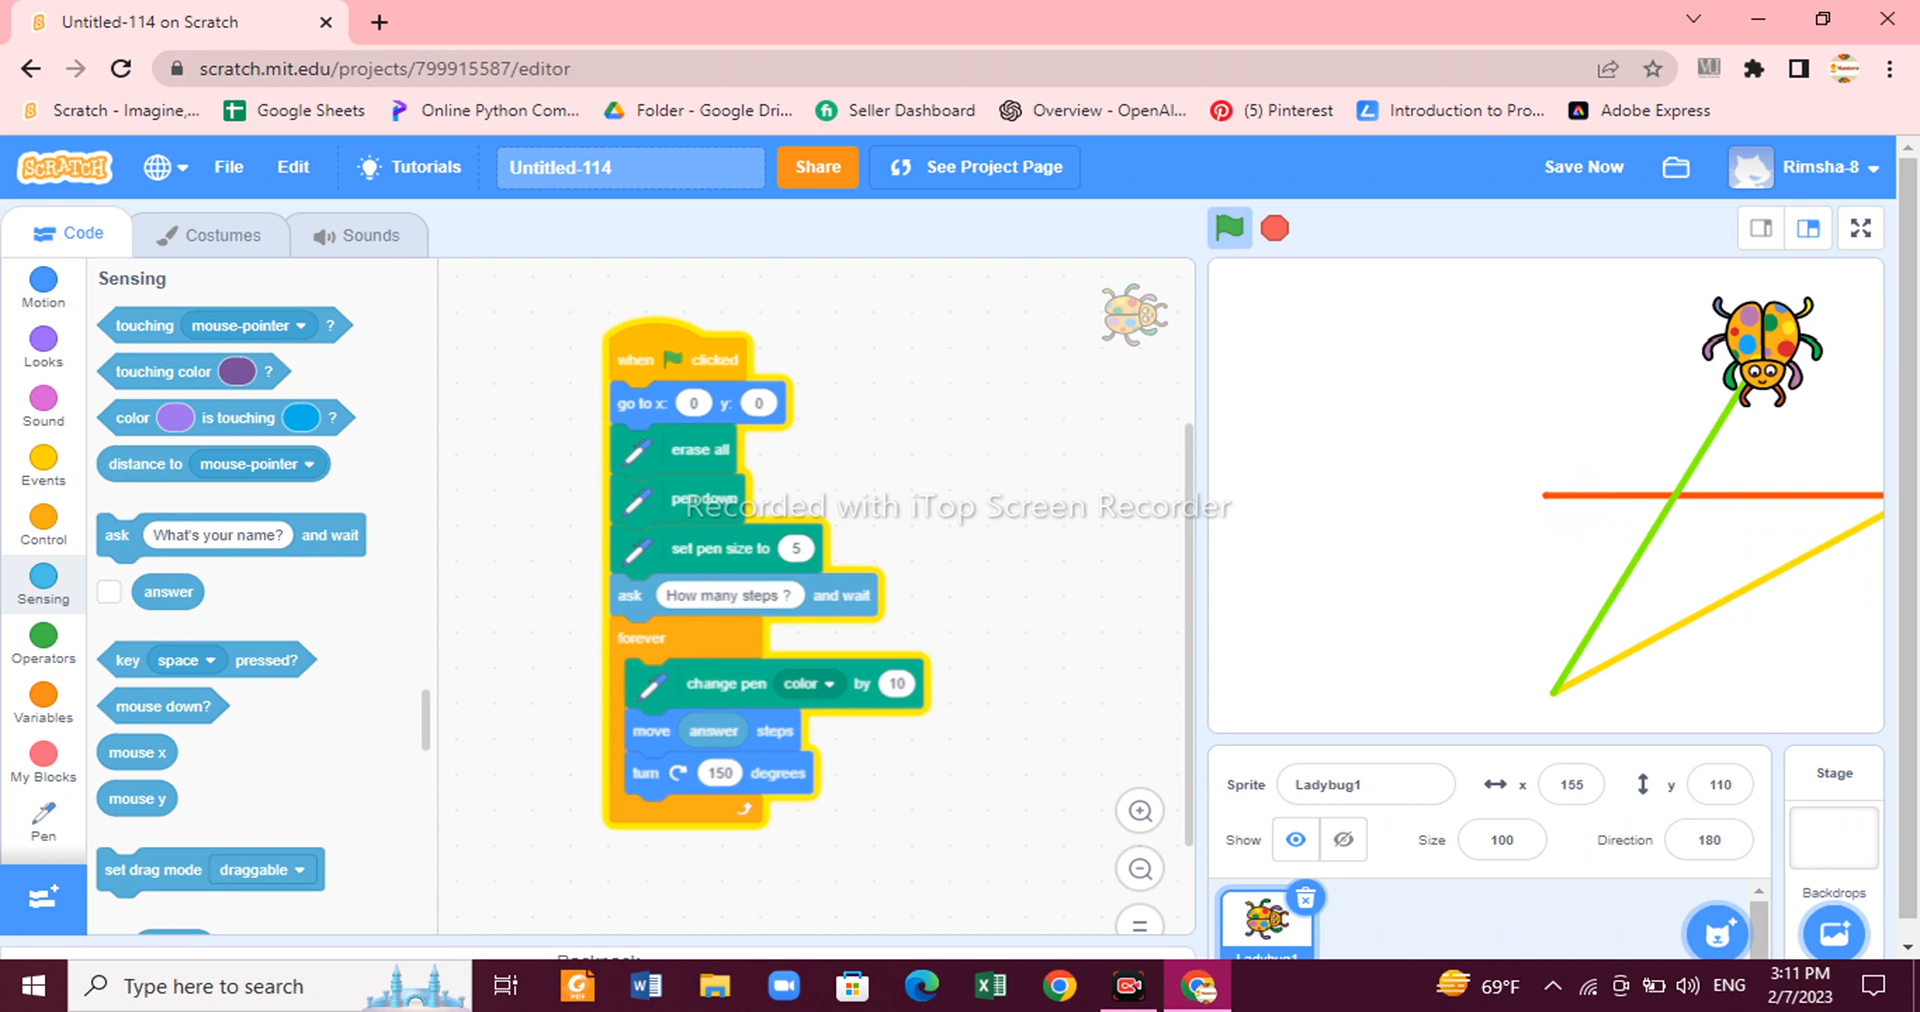 Untitled-114 on Scratch
scratch.mit.edu/projects/799915587/editor
Scratch - Imagine,... Google Sheets Online Python Com... Folder - Google Dri... Seller Dashboard Overview - OpenAI... (5) Pinterest Introduction to Pro... Adobe Express
SCRATCH File Edit Tutorials Untitled-114 Share See Project Page Save Now Rimsha-8
Code Costumes Sounds
Motion
Looks
Sound
Events
Control
Sensing
Operators
Variables
My Blocks
Pen
Sensing
touching mouse-pointer ?
touching color ?
color is touching ?
distance to mouse-pointer
ask What's your name? and wait
answer
key space pressed?
mouse down?
mouse x
mouse y
set drag mode draggable
when clicked
go to x: 0 y: 0
erase all
pen down
set pen size to 5
ask How many steps ? and wait
forever
change pen color by 10
move answer steps
turn 150 degrees
Recorded with iTop Screen Recorder
Sprite Ladybug1 x 155 y 110
Show Size 100 Direction 180
Ladybug1
Stage
Backdrops
Backpack
Type here to search
69°F ENG 3:11 PM
2/7/2023